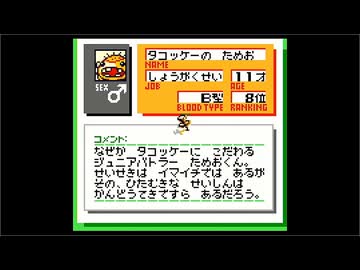 タコッケーの ためお
NAME
しょうがくせい 11才
JOB AGE
SEX
B型 8位
BLOOD TYPE RANKING
コメント:
なぜか タコッケーに こだわる
ジュニアバトラー ためおくん。
せいせきは イマイチでは あるが
その、ひたむきな せいしんは
かんどうてきですら あるだろう。